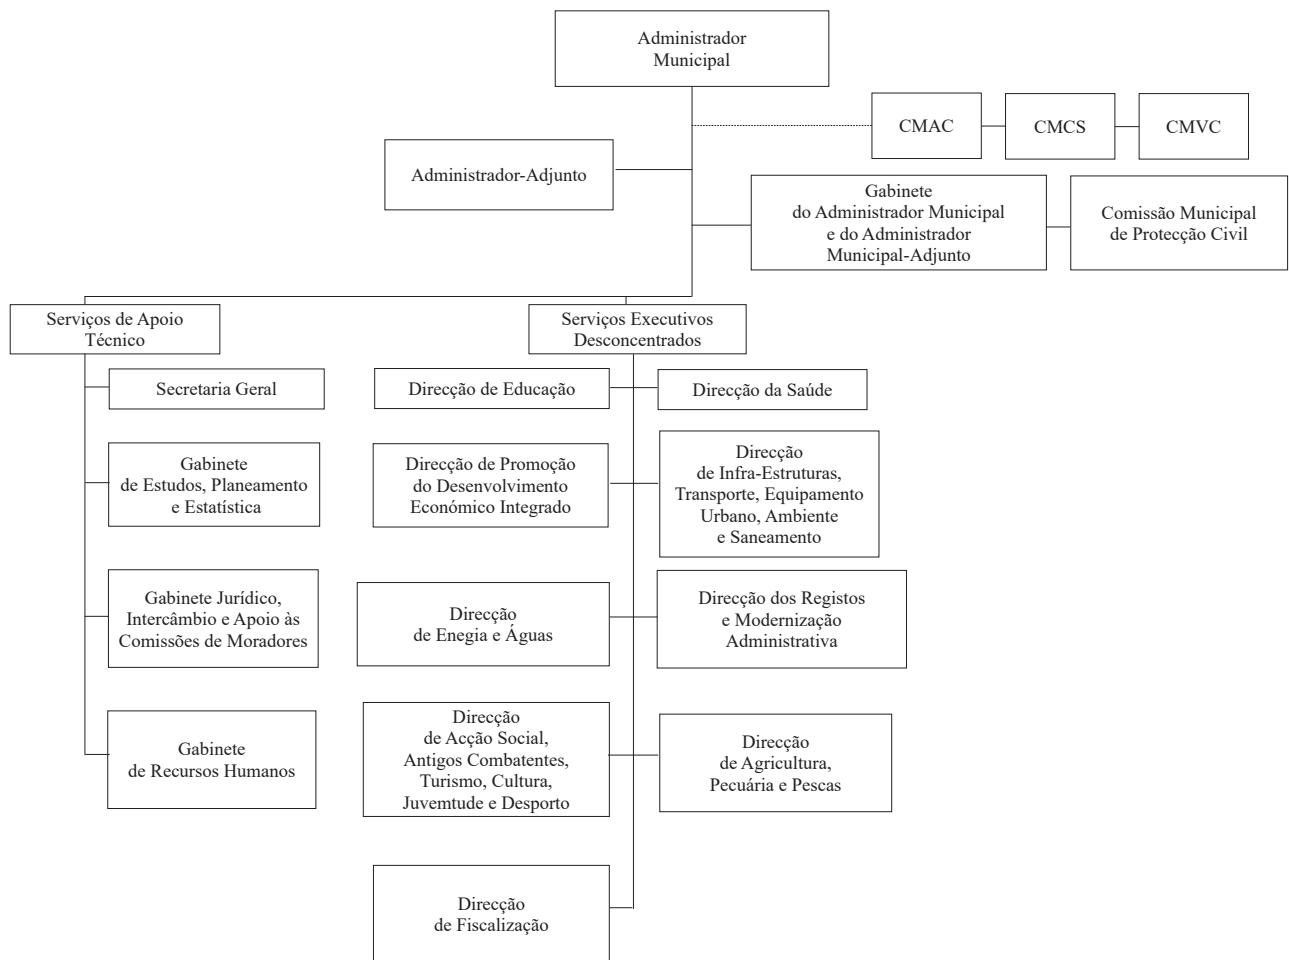 Administrador
Municipal
CMAC
CMCS
CMVC
Administrador-Adjunto
Gabinete
do Administrador Municipal
e do Administrador
Municipal-Adjunto
Comissão Municipal
de Protecção Civil
Serviços de Apoio
Técnico
Serviços Executivos
Desconcentrados
Secretaria Geral
Direcção de Educação
Direcção da Saúde
Gabinete
de Estudos, Planeamento
e Estatística
Direcção de Promoção
do Desenvolvimento
Económico Integrado
Direcção
de Infra-Estruturas,
Transporte, Equipamento
Urbano, Ambiente
e Saneamento
Gabinete Jurídico,
Intercâmbio e Apoio às
Comissões de Moradores
Direcção
de Enegia e Águas
Direcção dos Registos
e Modernização
Administrativa
Gabinete
de Recursos Humanos
Direcção
de Acção Social,
Antigos Combatentes,
Turismo, Cultura,
Juvemtude e Desporto
Direcção
de Agricultura,
Pecuária e Pescas
Direcção
de Fiscalização